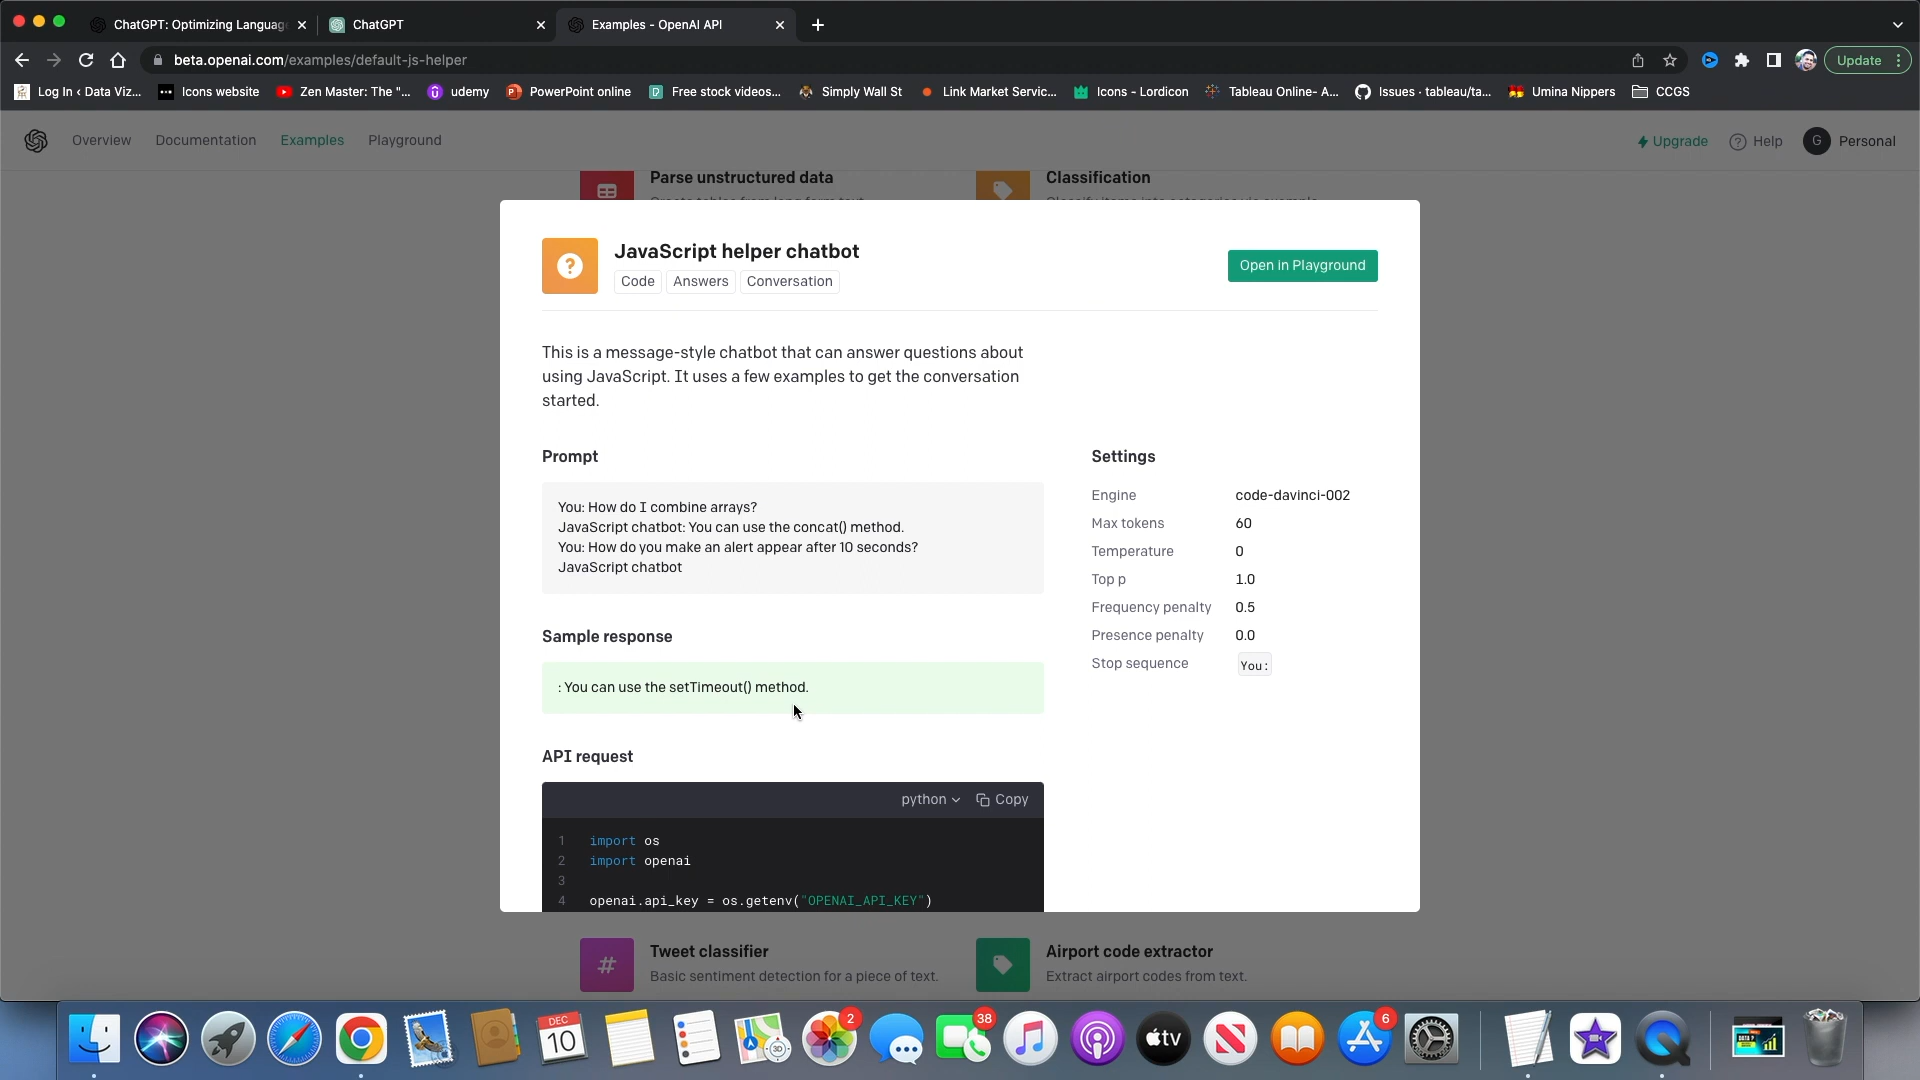 ChatGPT: Optimizing Languag
ChatGPT
Examples - OpenAI API
beta.openai.com/examples/default-js-helper
Update
Log In ‹ Data Viz...
Icons website
Zen Master: The "...
udemy
PowerPoint online
Free stock videos...
Simply Wall St
Link Market Servic...
Icons - Lordicon
Tableau Online- A...
Issues · tableau/ta...
Umina Nippers
CCGS
Overview
Documentation
Examples
Playground
Upgrade
Help
G
Personal
Parse unstructured data
Classification
JavaScript helper chatbot
Code
Answers
Conversation
Open in Playground
This is a message-style chatbot that can answer questions about
using JavaScript. It uses a few examples to get the conversation
started.
Prompt
You: How do I combine arrays?
JavaScript chatbot: You can use the concat() method.
You: How do you make an alert appear after 10 seconds?
JavaScript chatbot
Sample response
: You can use the setTimeout() method.
API request
python
Copy
1 import os
2 import openai
3
4 openai.api_key = os.getenv("OPENAI_API_KEY")
Settings
Engine code-davinci-002
Max tokens 60
Temperature 0
Top p 1.0
Frequency penalty 0.5
Presence penalty 0.0
Stop sequence You:
Tweet classifier
Basic sentiment detection for a piece of text.
Airport code extractor
Extract airport codes from text.
DEC
10
3D
2
38
tv
6